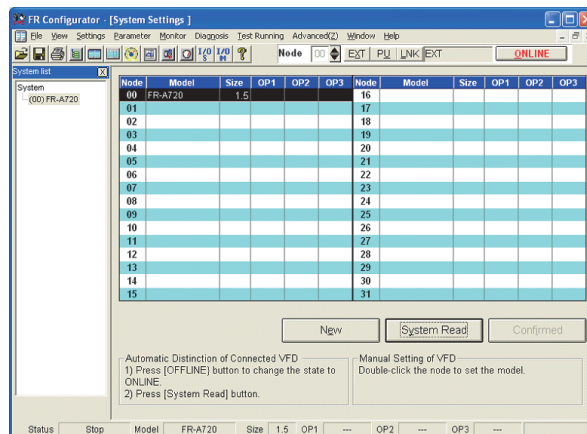 FR Configurator - [System Settings ]
File View Settings Parameter Monitor Diagnosis Test Running Advanced(Z) Window Help
I/O S I/O M ? Node 00 EXT PU LNK EXT ONLINE
System list X
System
(00) FR-A720
Node Model Size OP1 OP2 OP3 Node Model Size OP1 OP2 OP3
00 FR-A720 1.5 16
01 17
02 18
03 19
04 20
05 21
06 22
07 23
08 24
09 25
10 26
11 27
12 28
13 29
14 30
15 31
New System Read Confirmed
Automatic Distinction of Connected VFD
1) Press [OFFLINE] button to change the state to
ONLINE.
2) Press [System Read] button.
Manual Setting of VFD
Double-click the node to set the model.
Status Stop Model FR-A720 Size 1.5 OP1 --- OP2 --- OP3 ---